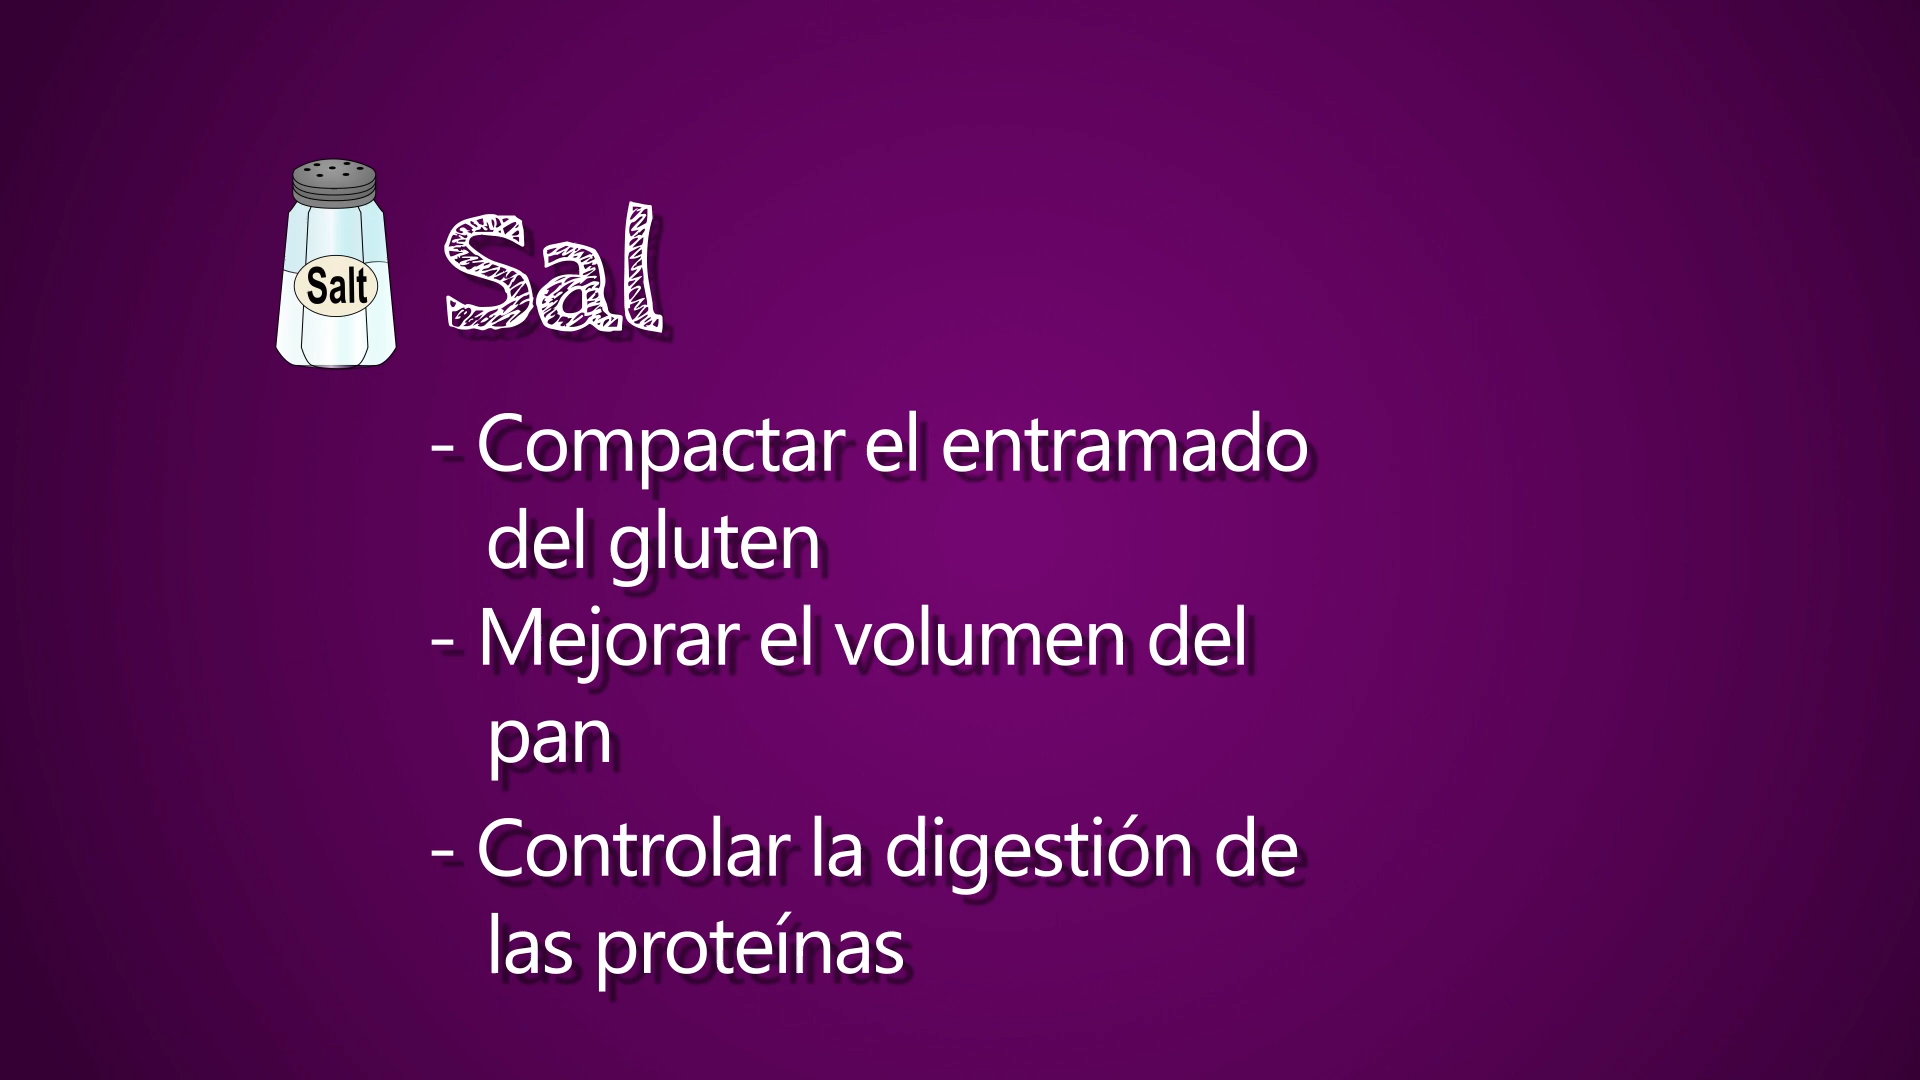 Salt
Sal
- Compactar el entramado
del gluten
- Mejorar el volumen del
pan
- Controlar la digestión de
las proteínas